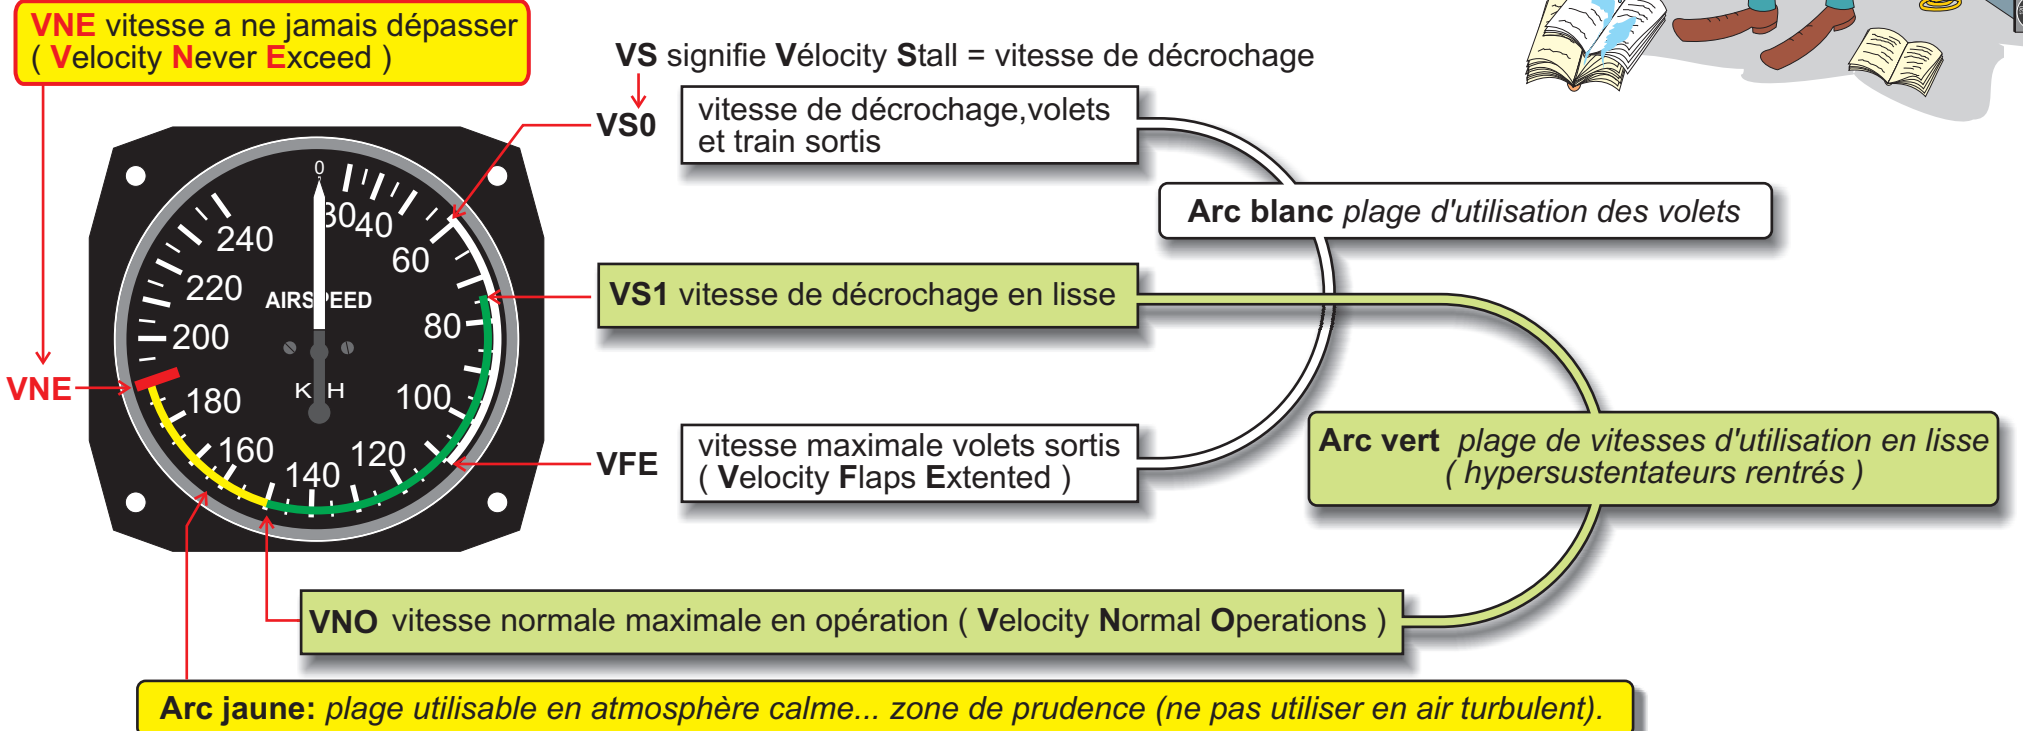 VNE vitesse a ne jamais dépasser
( Velocity Never Exceed )
VS signifie Vélocity Stall = vitesse de décrochage
VS0
vitesse de décrochage,volets
et train sortis
Arc blanc plage d'utilisation des volets
VS1 vitesse de décrochage en lisse
VFE
vitesse maximale volets sortis
( Velocity Flaps Extented )
Arc vert plage de vitesses d'utilisation en lisse
( hypersustentateurs rentrés )
VNE
0
30
40
60
80
100
120
140
160
180
200
220
240
AIRSPEED
K H
VNO vitesse normale maximale en opération ( Velocity Normal Operations )
Arc jaune: plage utilisable en atmosphère calme... zone de prudence (ne pas utiliser en air turbulent).